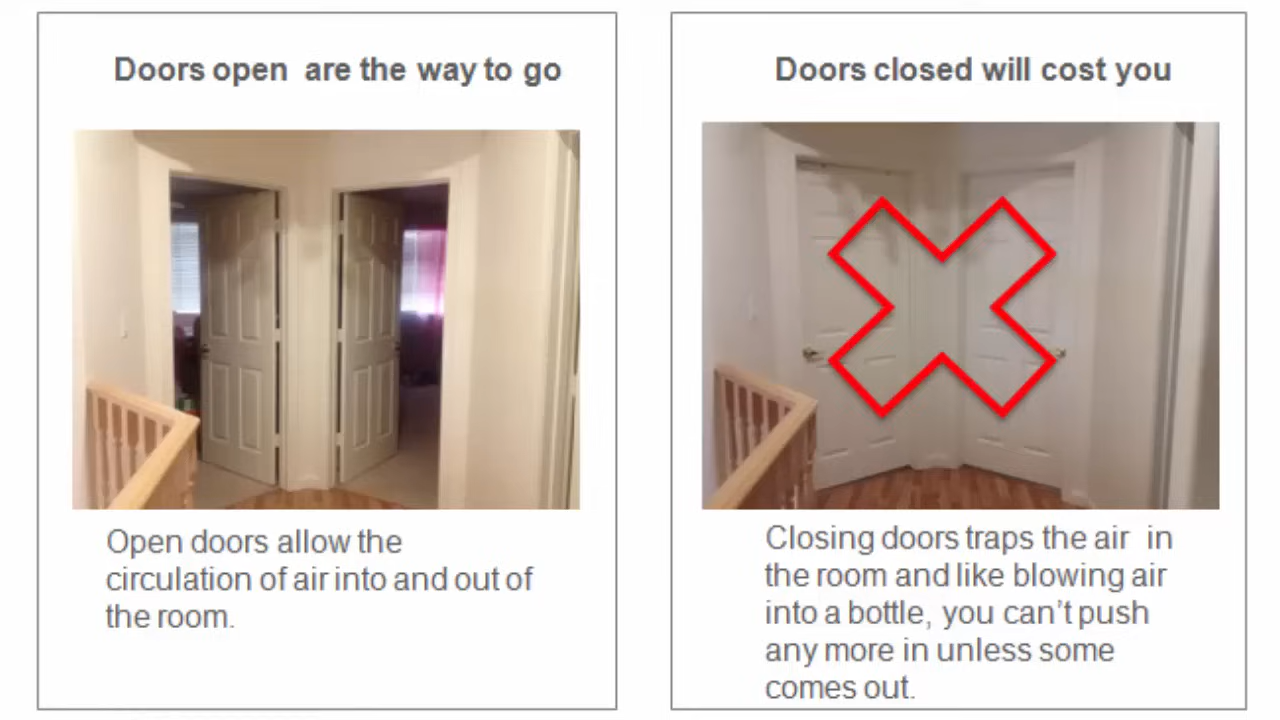 Doors open are the way to go
Open doors allow the
circulation of air into and out of
the room.
Doors closed will cost you
Closing doors traps the air in
the room and like blowing air
into a bottle, you can't push
any more in unless some
comes out.